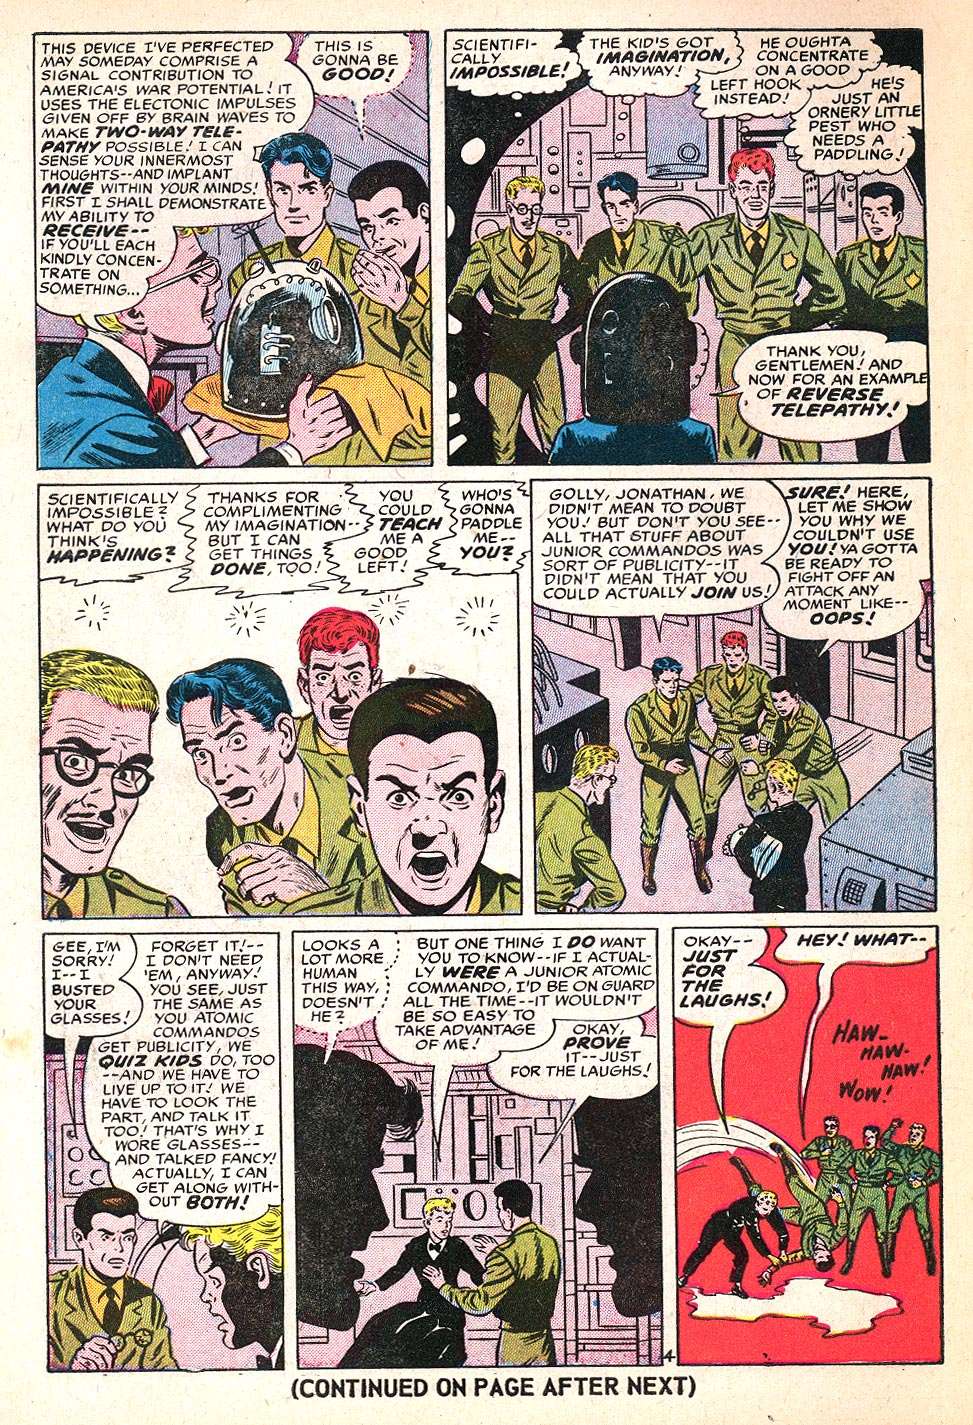 THIS DEVICE I'VE PERFECTED
MAY SOMEDAY COMPRISE A
SIGNAL CONTRIBUTION TO
AMERICA'S WAR POTENTIAL! IT
USES THE ELECTONIC IMPULSES
GIVEN OFF BY BRAIN WAVES TO
MAKE TWO-WAY TELE-
PATHY POSSIBLE! I CAN
SENSE YOUR INNERMOST
THOUGHTS--AND IMPLANT
MINE WITHIN YOUR MINDS!
FIRST I SHALL DEMONSTRATE
MY ABILITY TO
RECEIVE--
IF YOU'LL EACH
KINDLY CONCEN-
TRATE ON
SOMETHING...
THIS IS
GONNA BE
GOOD!
SCIENTIFI-
CALLY
IMPOSSIBLE!
THE KID'S GOT
IMAGINATION,
ANYWAY!
HE OUGHTA
CONCENTRATE
ON A GOOD
LEFT HOOK
INSTEAD!
HE'S
JUST AN
ORNERY LITTLE
PEST WHO
NEEDS A
PADDLING!
THANK YOU,
GENTLEMEN! AND
NOW FOR AN EXAMPLE
OF REVERSE
TELEPATHY!
SCIENTIFICALLY
IMPOSSIBLE?
WHAT DO YOU
THINK'S
HAPPENING?
THANKS FOR
COMPLIMENTING
MY IMAGINATION--
BUT I CAN
GET THINGS
DONE, TOO!
YOU
COULD
TEACH
ME A
GOOD
LEFT!
WHO'S
GONNA
PADDLE
ME--
YOU?
GOLLY, JONATHAN, WE
DIDN'T MEAN TO DOUBT
YOU! BUT DON'T YOU SEE--
ALL THAT STUFF ABOUT
JUNIOR COMMANDOS WAS
SORT OF PUBLICITY--IT
DIDN'T MEAN THAT YOU
COULD ACTUALLY JOIN US!
SURE! HERE,
LET ME SHOW
YOU WHY WE
COULDN'T USE
YOU! YA GOTTA
BE READY TO
FIGHT OFF AN
ATTACK ANY
MOMENT LIKE--
OOPS!
GEE, I'M
SORRY!
I--I
BUSTED
YOUR
GLASSES!
FORGET IT!--
I DON'T NEED
'EM, ANYWAY!
YOU SEE, JUST
THE SAME AS
YOU ATOMIC
COMMANDOS
GET PUBLICITY, WE
QUIZ KIDS DO, TOO
--AND WE HAVE TO
LIVE UP TO IT! WE
HAVE TO LOOK THE
PART, AND TALK IT
TOO! THAT'S WHY I
WORE GLASSES--
AND TALKED FANCY!
ACTUALLY, I CAN
GET ALONG WITH-
OUT BOTH!
LOOKS A
LOT MORE
HUMAN
THIS WAY,
DOESN'T
HE?
BUT ONE THING I DO WANT
YOU TO KNOW--IF I ACTUAL-
LY WERE A JUNIOR ATOMIC
COMMANDO, I'D BE ON GUARD
ALL THE TIME--IT WOULDN'T
BE SO EASY TO
TAKE ADVANTAGE
OF ME!
OKAY,
PROVE
IT--JUST
FOR THE LAUGHS!
OKAY--
JUST
FOR
THE
LAUGHS!
HEY! WHAT--
HAW-
HAW-
HAW!
WOW!
4
(CONTINUED ON PAGE AFTER NEXT)